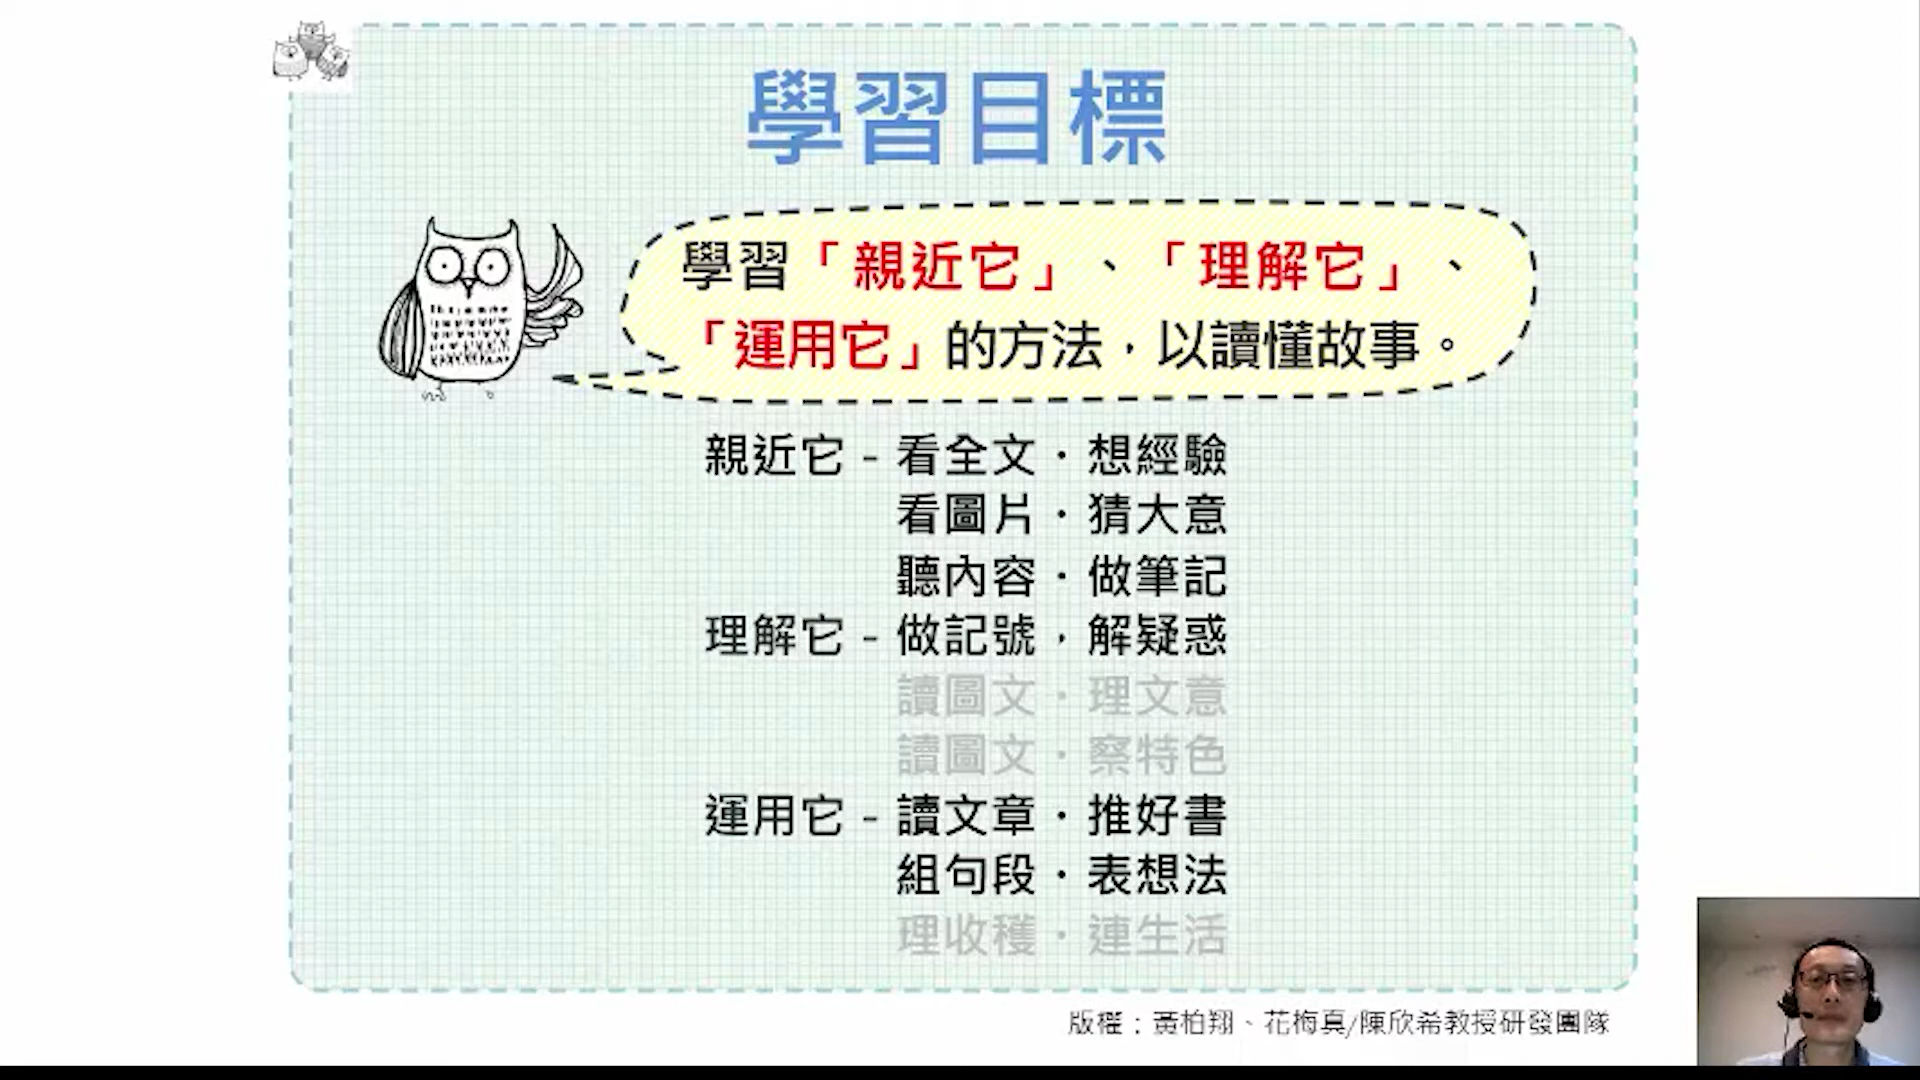 學習目標
學習「親近它」、「理解它」、
「運用它」的方法，以讀懂故事。
親近它 - 看全文．想經驗
看圖片．猜大意
聽內容．做筆記
理解它 - 做記號，解疑惑
讀圖文．理文意
讀圖文．察特色
運用它 - 讀文章．推好書
組句段．表想法
理收穫．連生活
版權：黃柏翔、花梅真/陳欣希教授研發團隊